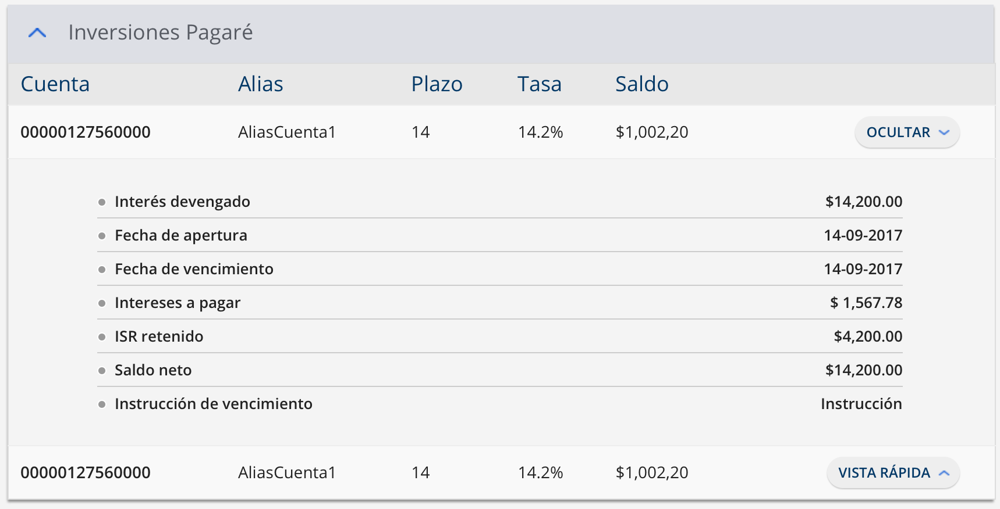 Inversiones Pagaré
Cuenta Alias Plazo Tasa Saldo
00000127560000 AliasCuenta1 14 14.2% $1,002,20 OCULTAR
Interés devengado $14,200.00
Fecha de apertura 14-09-2017
Fecha de vencimiento 14-09-2017
Intereses a pagar $ 1,567.78
ISR retenido $4,200.00
Saldo neto $14,200.00
Instrucción de vencimiento Instrucción
00000127560000 AliasCuenta1 14 14.2% $1,002,20 VISTA RÁPIDA